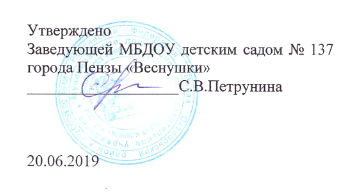 Утверждено
Заведующей МБДОУ детским садом № 137
города Пензы «Веснушки»
С.В.Петрунина
20.06.2019